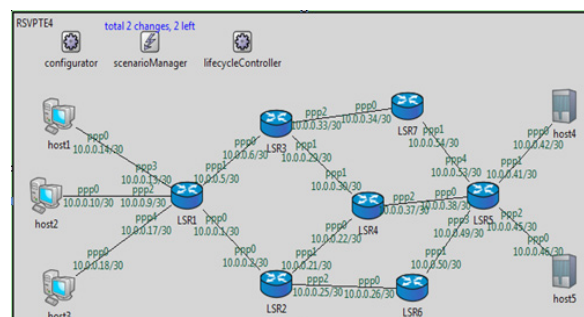 RSVPTE4
total 2 changes, 2 left
configurator
scenarioManager
lifecycleController
ppp0
10.0.0.14/30
host1
ppp3
10.0.0.13/30
ppp0
10.0.0.10/30
host2
ppp2
10.0.0.9/30
LSR1
ppp4
10.0.0.17/30
ppp0
10.0.0.18/30
host3
ppp1
10.0.0.5/30
ppp0
10.0.0.6/30
LSR3
ppp2
10.0.0.33/30
ppp0
10.0.0.34/30
LSR7
ppp1
10.0.0.54/30
ppp1
10.0.0.29/30
ppp1
10.0.0.30/30
LSR4
ppp2
10.0.0.37/30
ppp0
10.0.0.38/30
LSR5
ppp4
10.0.0.53/30
ppp0
10.0.0.1/30
ppp0
10.0.0.2/30
LSR2
ppp0
10.0.0.22/30
ppp1
10.0.0.21/30
ppp2
10.0.0.25/30
ppp0
10.0.0.26/30
LSR6
ppp3
10.0.0.49/30
ppp1
10.0.0.50/30
host4
ppp0
10.0.0.42/30
10.0.0.41/30
ppp2
10.0.0.45/30
ppp0
10.0.0.46/30
host5